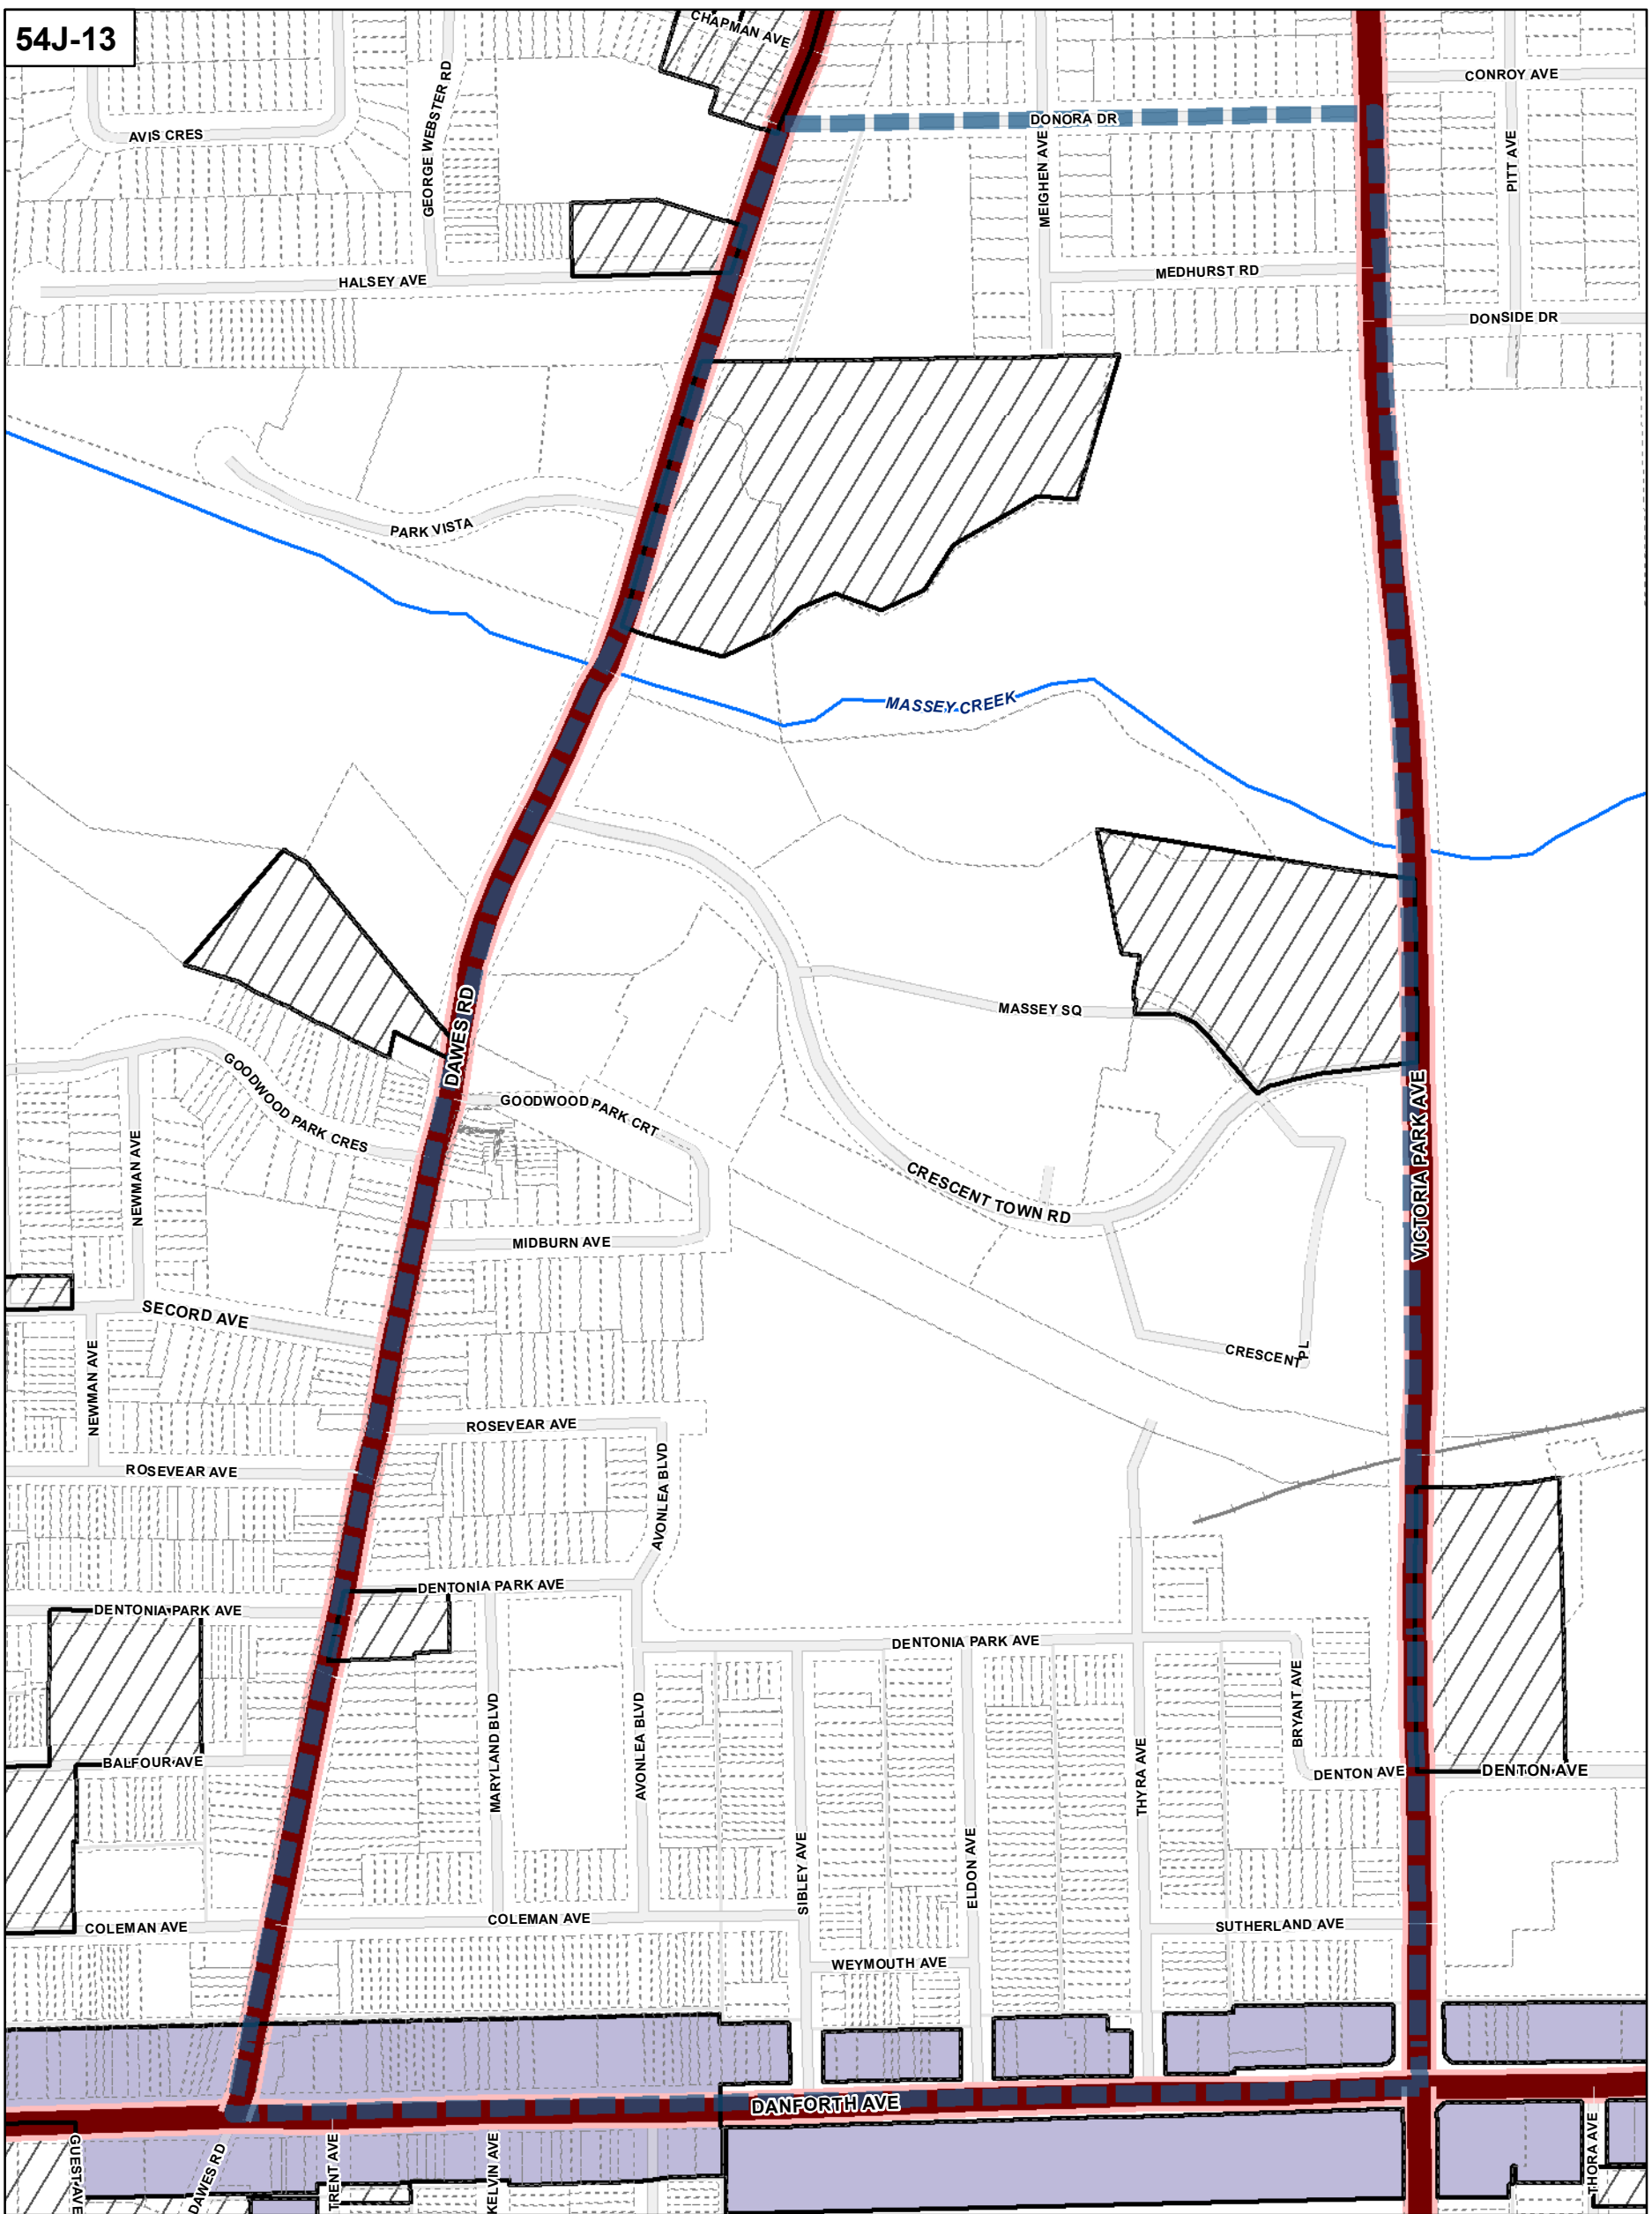 54J-13
CHAPMAN AVE
CONROY AVE
AVIS CRES
GEORGE WEBSTER RD
DONORA DR
MEIGHEN AVE
PITT AVE
HALSEY AVE
MEDHURST RD
DONSIDE DR
PARK VISTA
MASSEY CREEK
MASSEY SQ
DAWES RD
GOODWOOD PARK CRES
GOODWOOD PARK CRT
VICTORIA PARK AVE
NEWMAN AVE
CRESCENT TOWN RD
MIDBURN AVE
SECORD AVE
NEWMAN AVE
CRESCENT PL
ROSEVEAR AVE
ROSEVEAR AVE
AVONLEA BLVD
DENTONIA PARK AVE
DENTONIA PARK AVE
DENTONIA PARK AVE
BRYANT AVE
MARYLAND BLVD
AVONLEA BLVD
THYRA AVE
BALFOUR AVE
DENTON AVE
DENTON AVE
SIBLEY AVE
ELDON AVE
COLEMAN AVE
COLEMAN AVE
SUTHERLAND AVE
WEYMOUTH AVE
DANFORTH AVE
GUEST AVE
DAWES RD
TRENT AVE
KELVIN AVE
THORA AVE